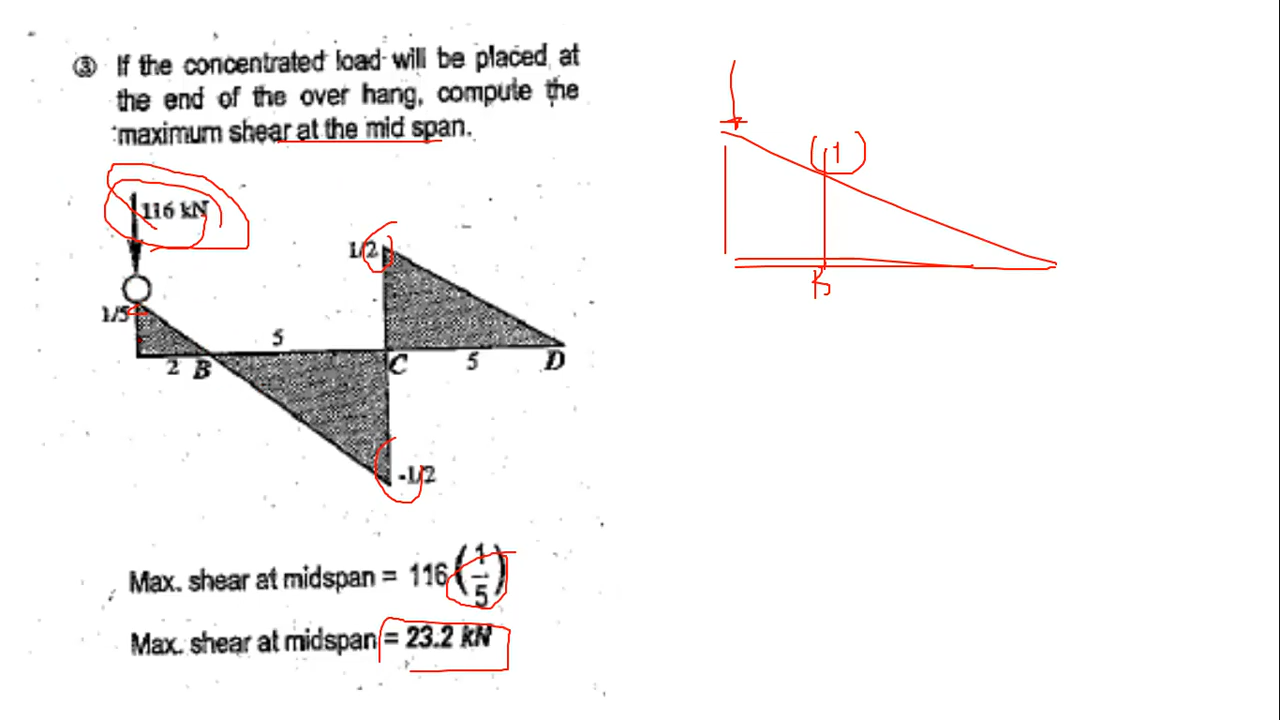 ③ If the concentrated load will be placed at
the end of the over hang, compute the
maximum shear at the mid span.
116 kN
1/5
2 B
5
1/2
C
5
D
-1/2
Max. shear at midspan = 116 (1/5)
Max. shear at midspan = 23.2 kN
(1)